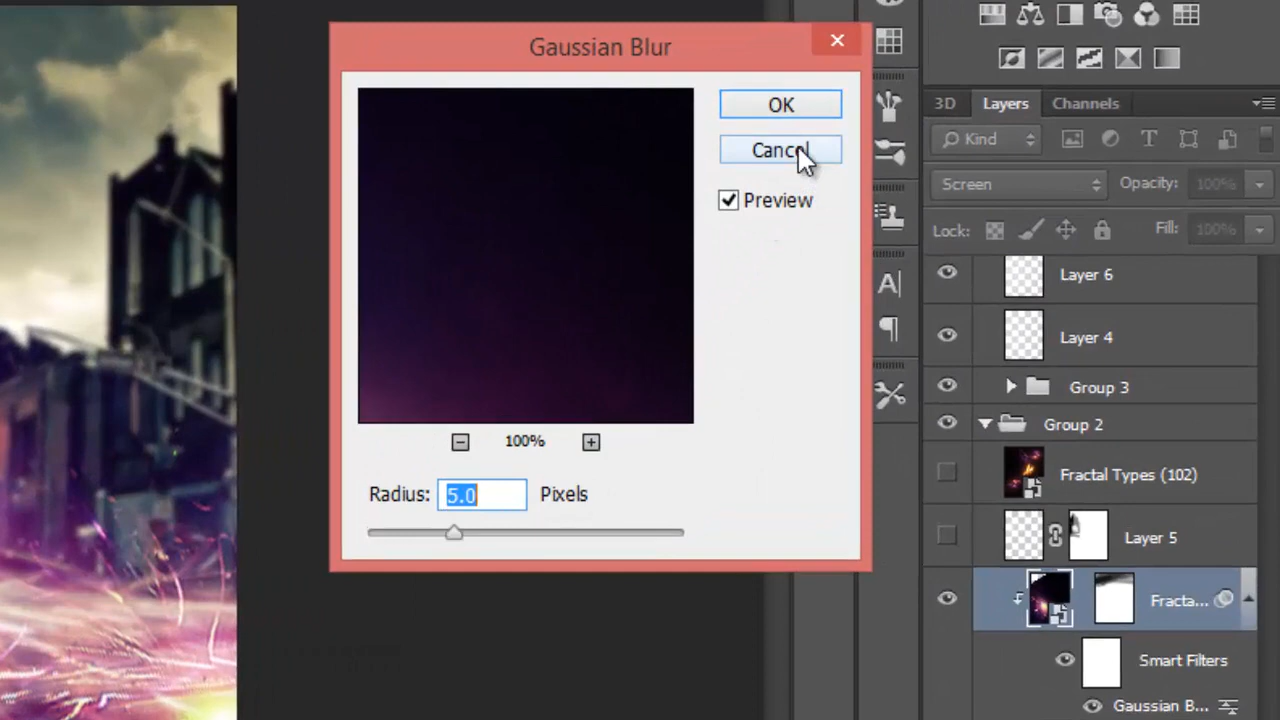 Gaussian Blur
OK
Cancel
Preview
100%
Radius: 5.0 Pixels
3D Layers Channels
Kind
T
Screen Opacity: 100%
Lock: Fill: 100%
A
Layer 6
Layer 4
Group 3
Group 2
Fractal Types (102)
Layer 5
Fracta...
Smart Filters
Gaussian B...